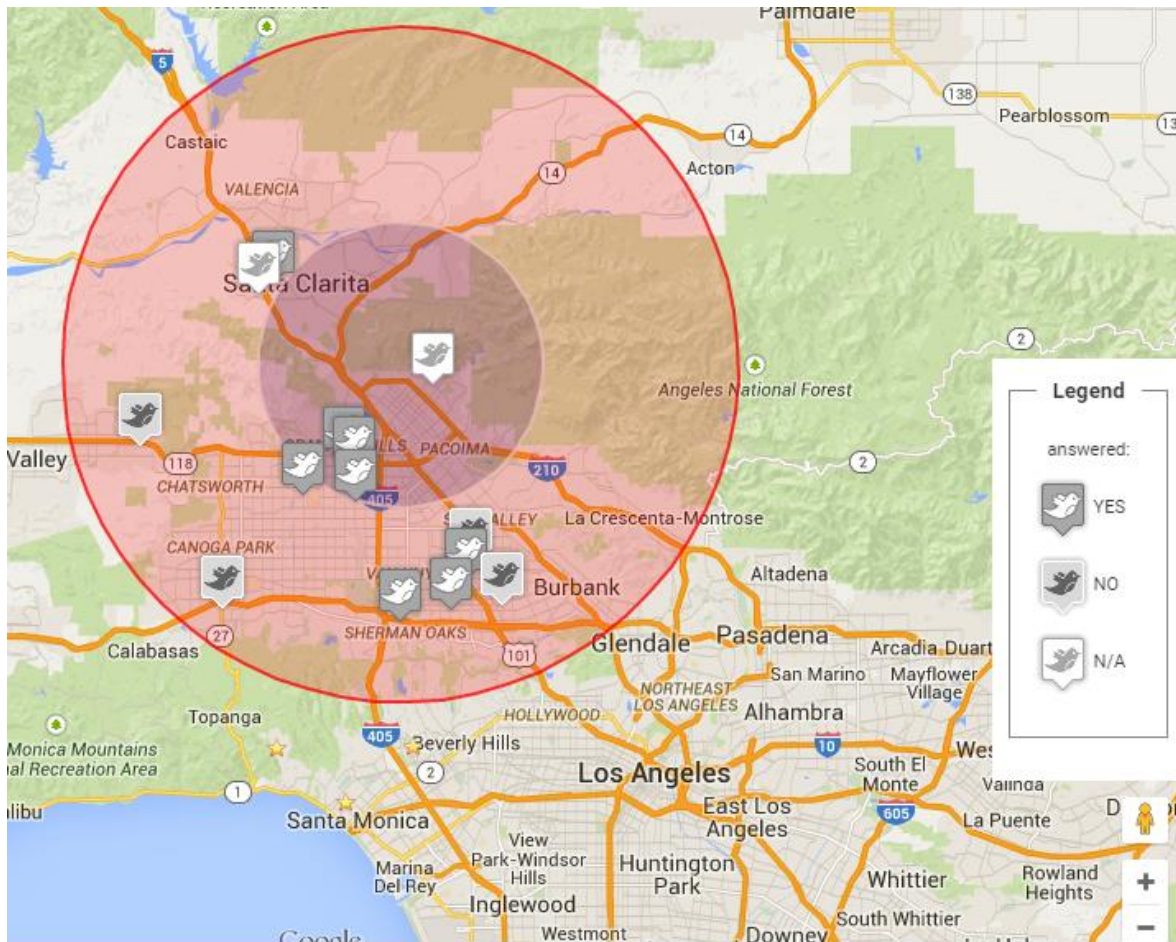 Palmdale
5
138
Pearblossom
14
Castaic
Acton
14
VALENCIA
Santa Clarita
2
Angeles National Forest
Legend
answered:
YES
NO
N/A
Valley
118
PACOIMA
CHATSWORTH
210
2
405
La Crescenta-Montrose
CANOGA PARK
Altadena
Burbank
27
SHERMAN OAKS
Calabasas
101
Glendale
Pasadena
Arcadia
San Marino
Mayflower
Village
Topanga
NORTHEAST
LOS ANGELES
HOLLYWOOD
Alhambra
Monica Mountains
405
Beverly Hills
10
2
Los Angeles
South El
Monte
Valinda
1
Santa Monica
East Los
Angeles
605
La Puente
View
Park-Windsor
Hills
Marina
Del Rey
Huntington
Park
Whittier
Rowland
Heights
+
Inglewood
South Whittier
−
Google
Westmont
Downey